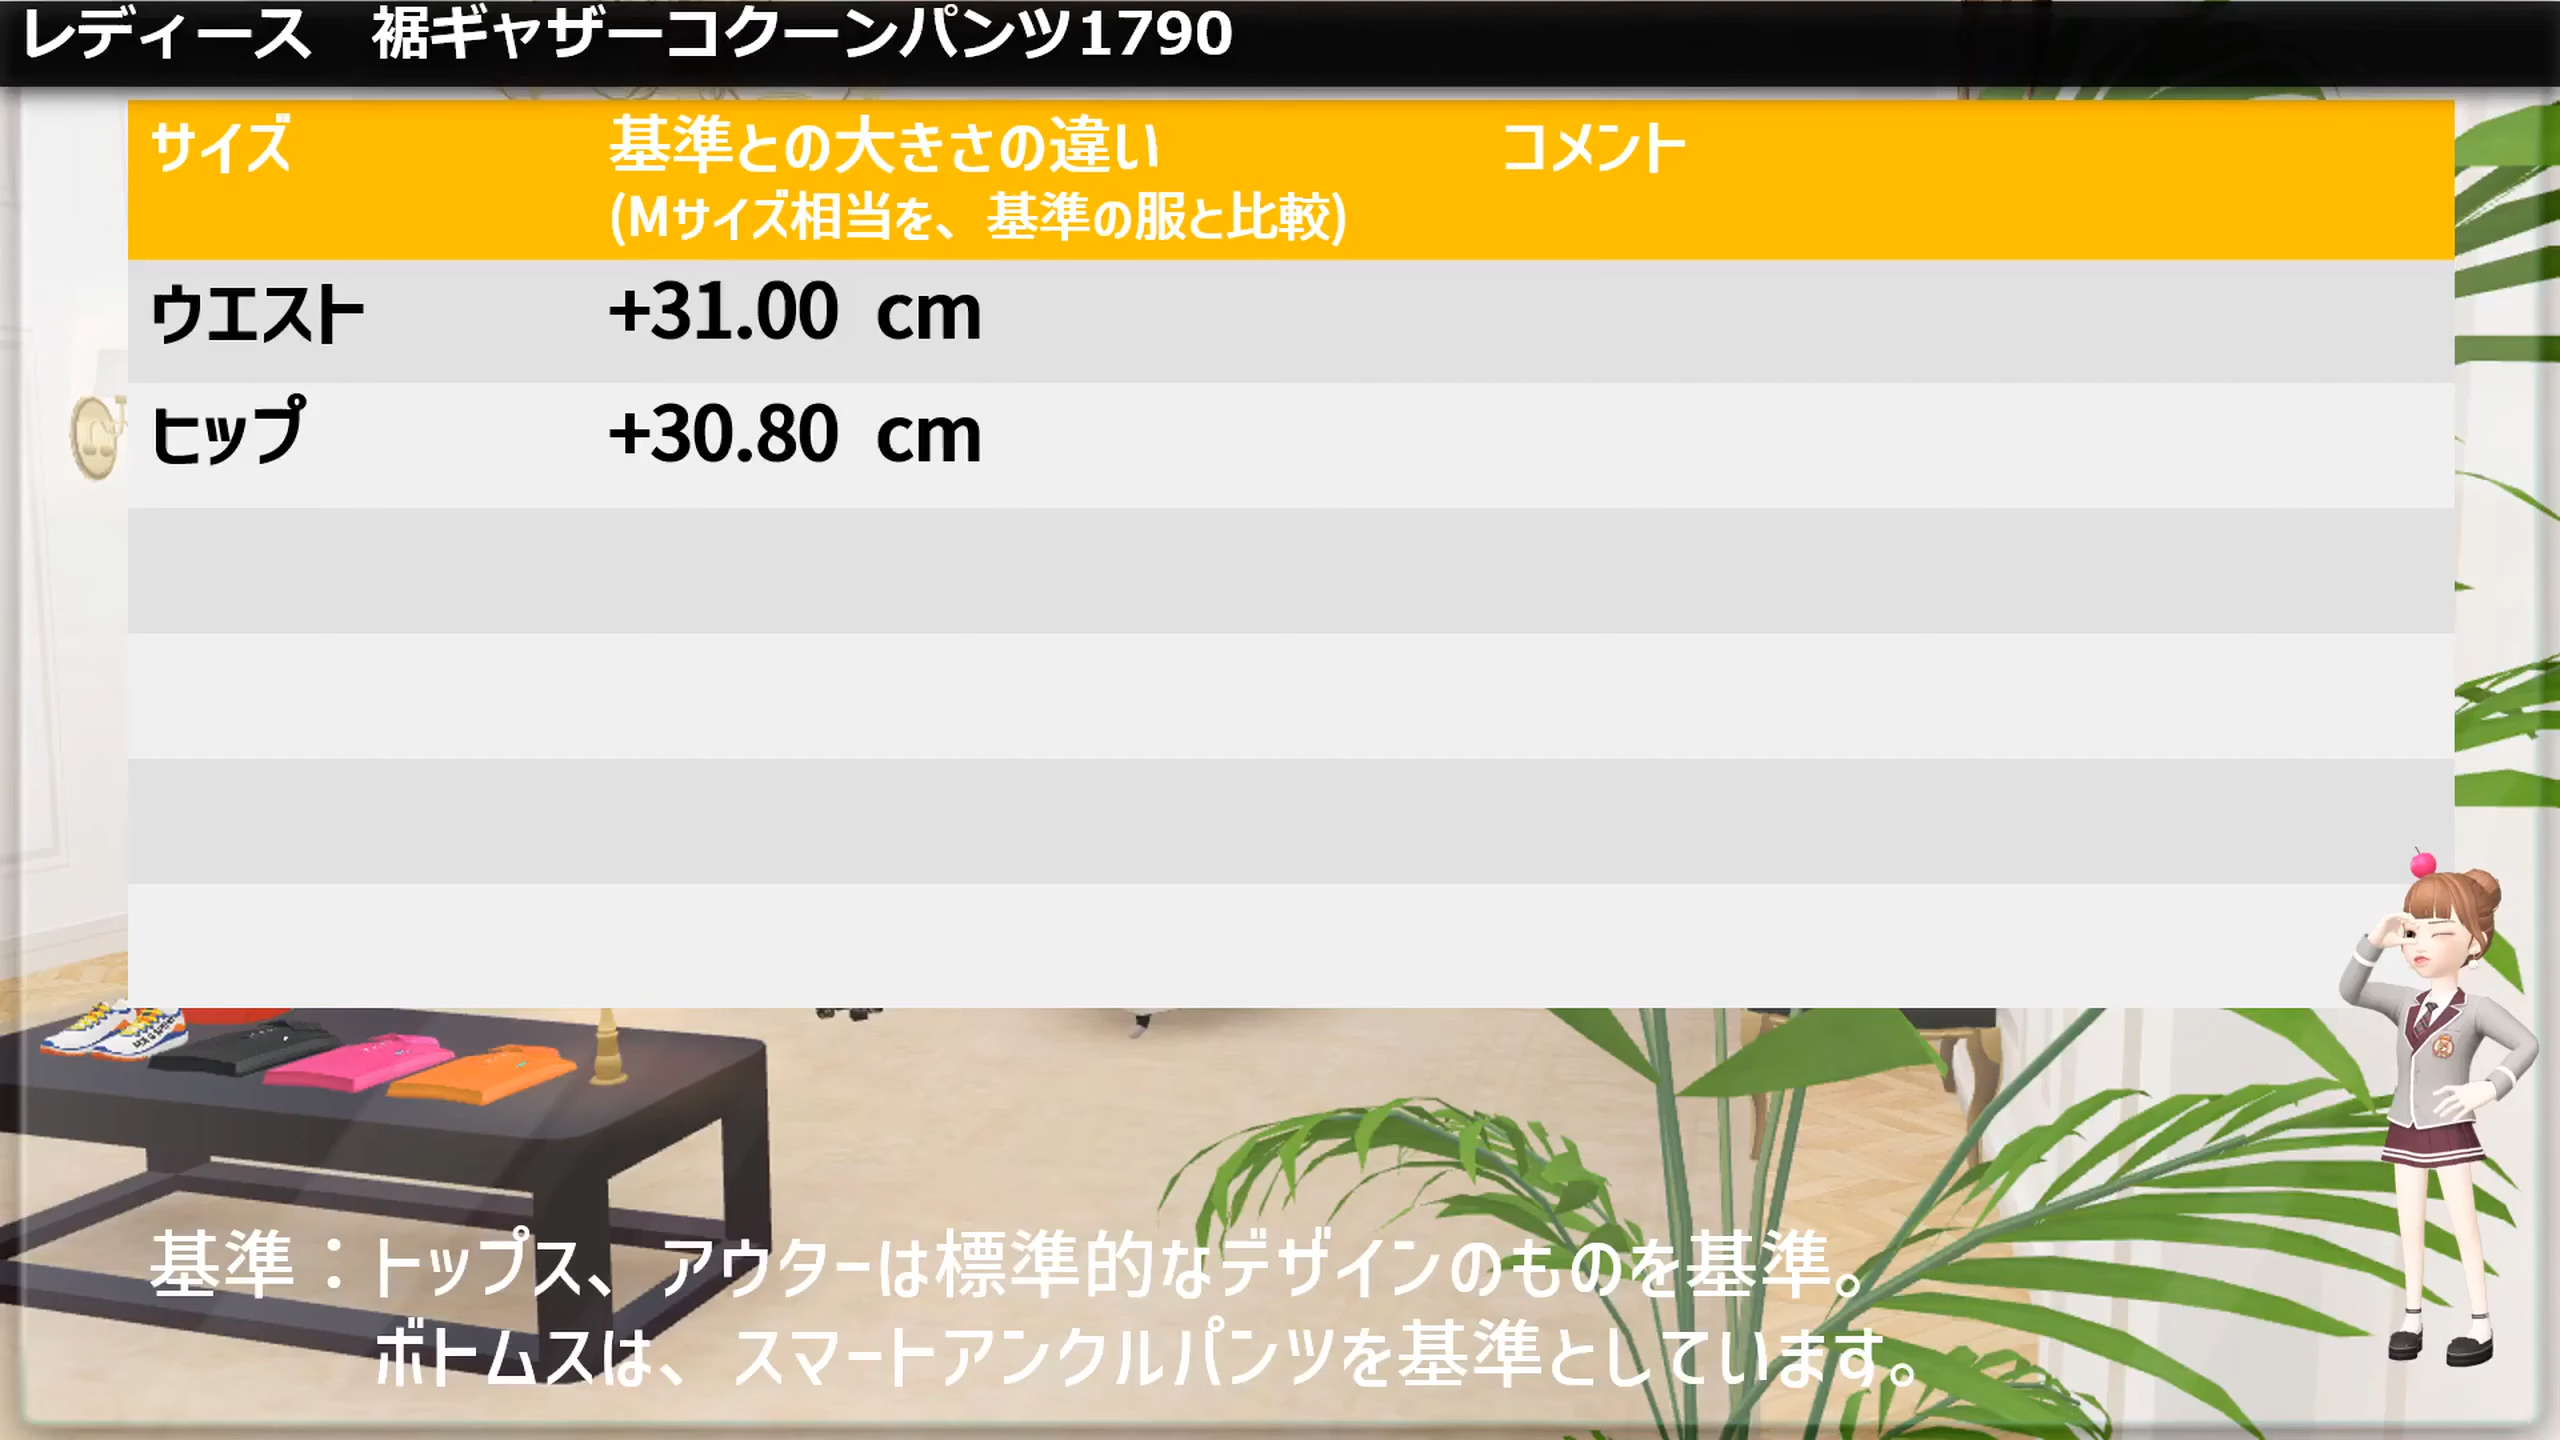 レディース　裾ギャザーコクーンパンツ1790
サイズ
基準との大きさの違い
(Mサイズ相当を、基準の服と比較)
コメント
ウエスト
+31.00 cm
ヒップ
+30.80 cm
基準：トップス、アウターは標準的なデザインのものを基準。
ボトムスは、スマートアンクルパンツを基準としています。